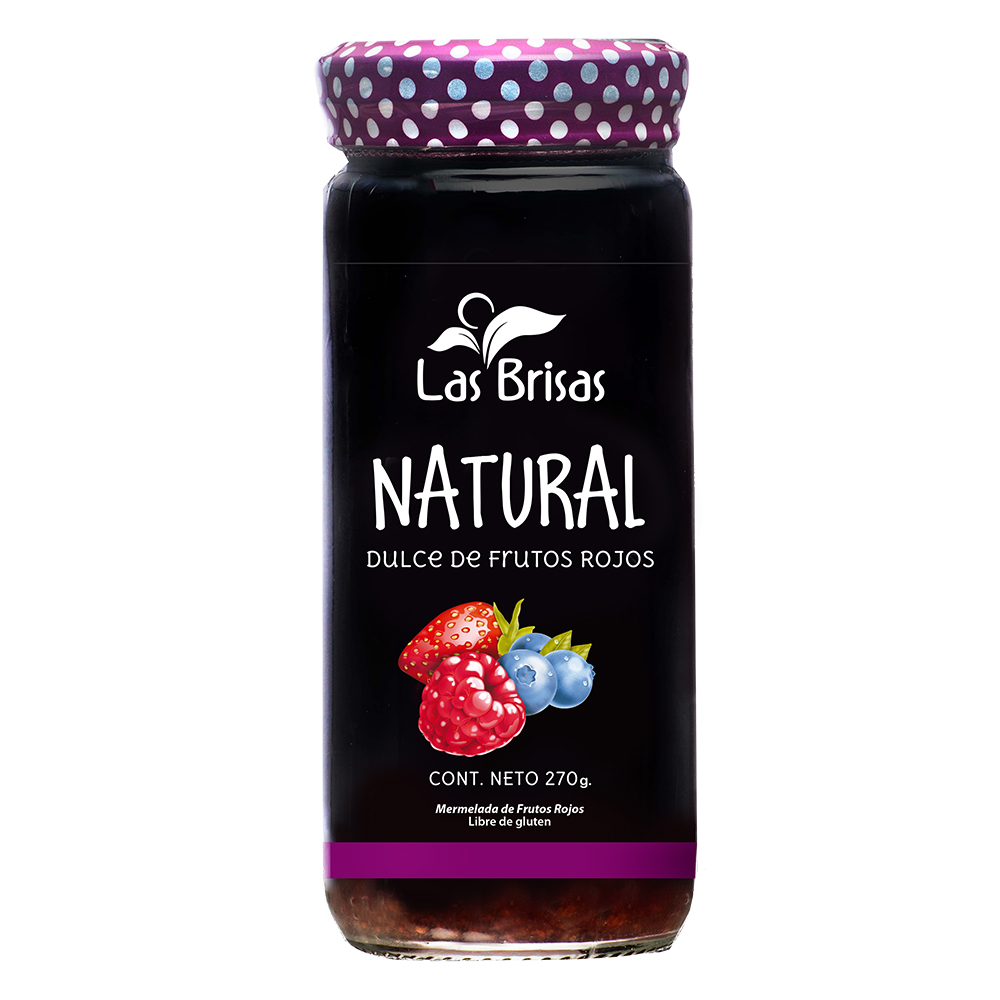 Las Brisas
NATURAL
DULCE DE FRUTOS ROJOS
CONT. NETO 270g.
Mermelada de Frutos Rojos
Libre de gluten